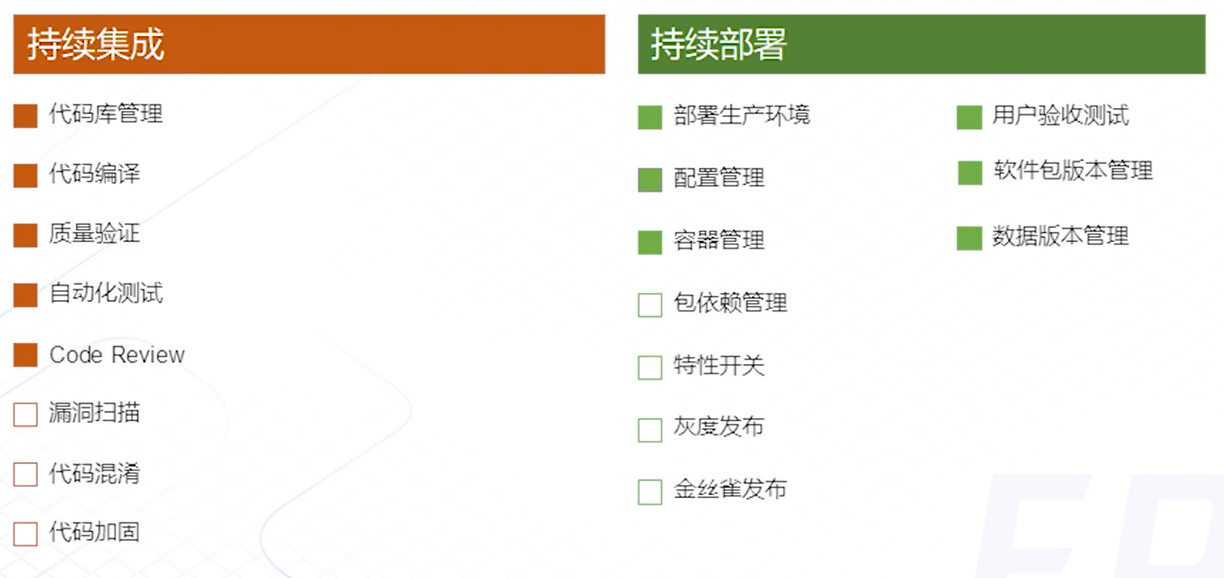 持续集成
代码库管理
代码编译
质量验证
自动化测试
Code Review
漏洞扫描
代码混淆
代码加固
持续部署
部署生产环境
配置管理
容器管理
包依赖管理
特性开关
灰度发布
金丝雀发布
用户验收测试
软件包版本管理
数据版本管理